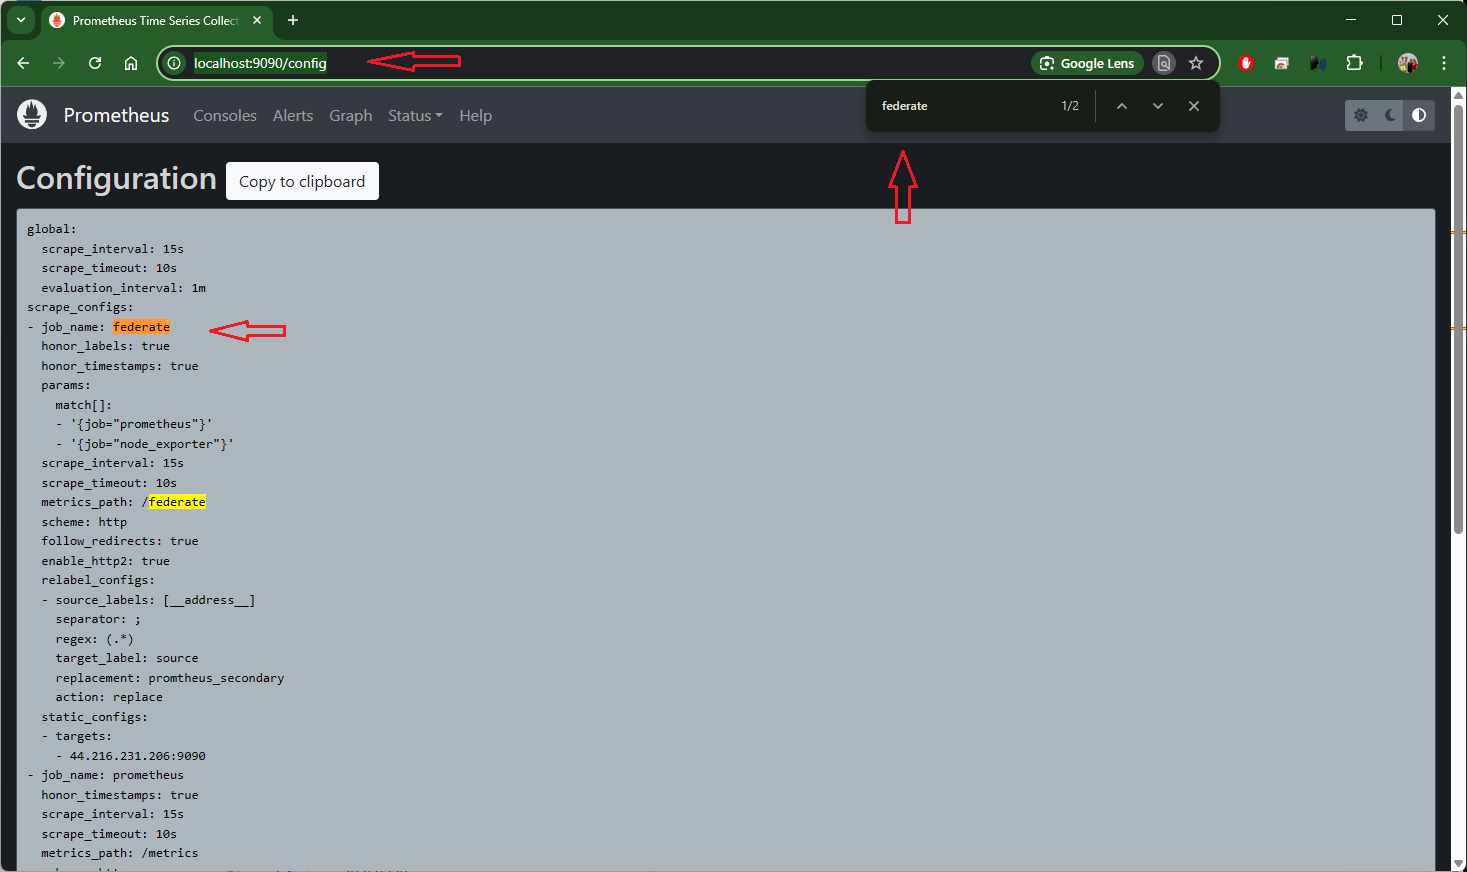 Prometheus Time Series Collect
localhost:9090/config
Google Lens
federate 1/2
Prometheus Consoles Alerts Graph Status Help
Configuration Copy to clipboard
global:
scrape_interval: 15s
scrape_timeout: 10s
evaluation_interval: 1m
scrape_configs:
- job_name: federate
honor_labels: true
honor_timestamps: true
params:
match[]:
- '{job="prometheus"}'
- '{job="node_exporter"}'
scrape_interval: 15s
scrape_timeout: 10s
metrics_path: /federate
scheme: http
follow_redirects: true
enable_http2: true
relabel_configs:
- source_labels: [__address__]
separator: ;
regex: (.*)
target_label: source
replacement: promtheus_secondary
action: replace
static_configs:
- targets:
- 44.216.231.206:9090
- job_name: prometheus
honor_timestamps: true
scrape_interval: 15s
scrape_timeout: 10s
metrics_path: /metrics